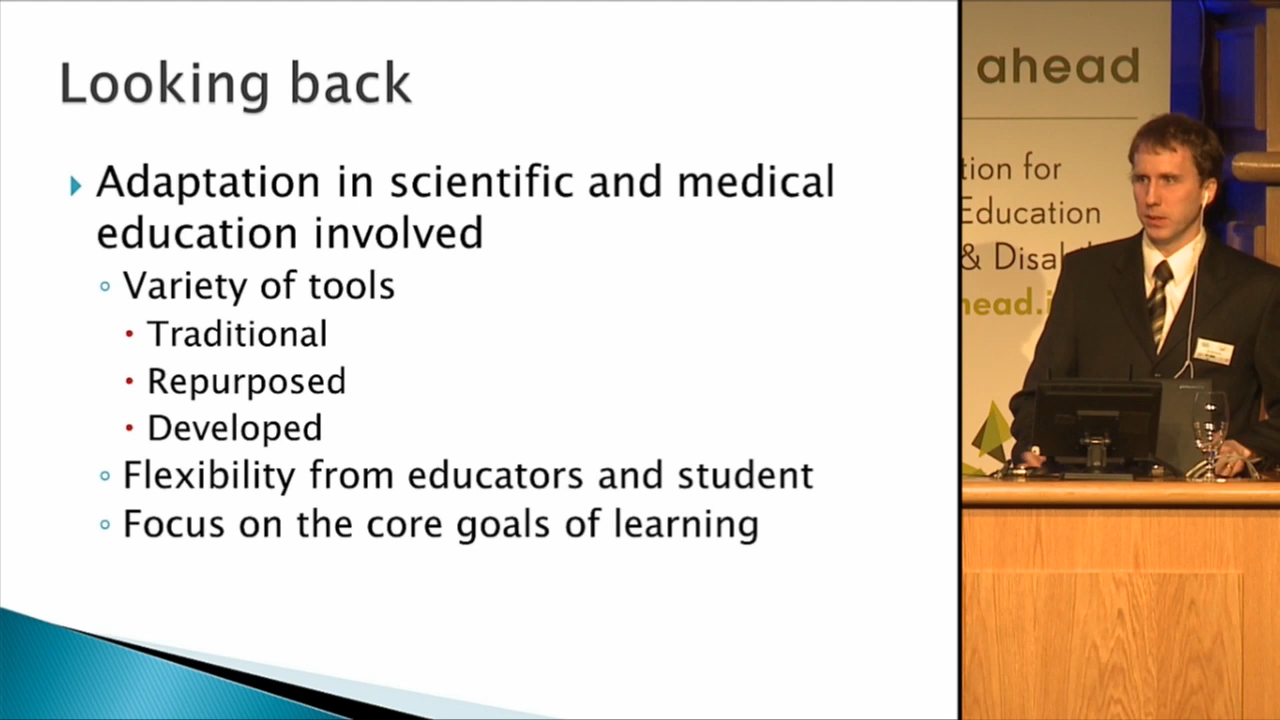 Looking back
Adaptation in scientific and medical
education involved
Variety of tools
Traditional
Repurposed
Developed
Flexibility from educators and student
Focus on the core goals of learning
ahead
tion for
Education
& Disab
head.i